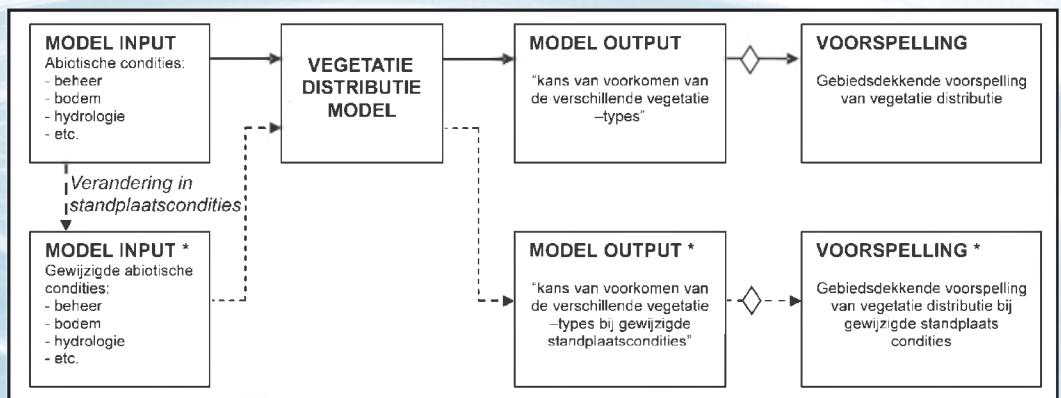 MODEL INPUT
Abiotische condities:
- beheer
- bodem
- hydrologie
- etc.
VEGETATIE
DISTRIBUTIE
MODEL
MODEL OUTPUT
"kans van voorkomen van
de verschillende vegetatie
–types"
VOORSPELLING
Gebiedsdekkende voorspelling
van vegetatie distributie
Verandering in
standplaatscondities
MODEL INPUT *
Gewijzigde abiotische
condities:
- beheer
- bodem
- hydrologie
- etc.
MODEL OUTPUT *
"kans van voorkomen van
de verschillende vegetatie
–types bij gewijzigde
standplaatscondities"
VOORSPELLING *
Gebiedsdekkende voorspelling
van vegetatie distributie bij
gewijzigde standplaats
condities